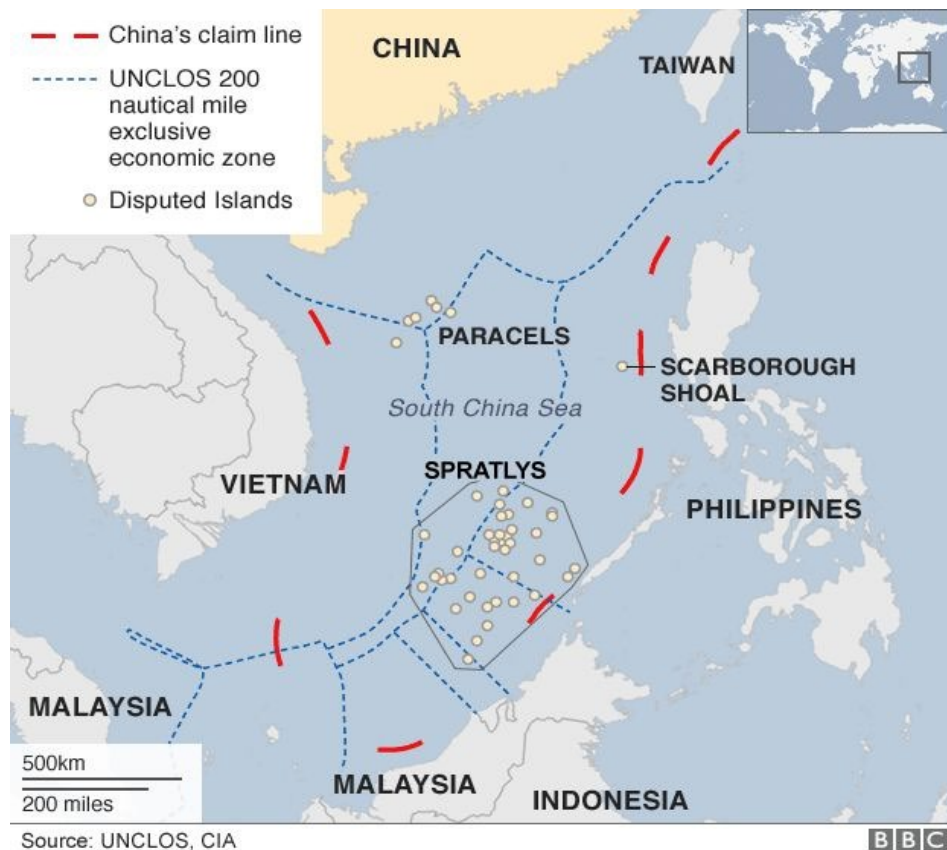 China's claim line
UNCLOS 200
nautical mile
exclusive
economic zone
Disputed Islands
CHINA
TAIWAN
PARACELS
SCARBOROUGH
SHOAL
South China Sea
SPRATLYS
VIETNAM
PHILIPPINES
MALAYSIA
MALAYSIA
INDONESIA
500km
200 miles
Source: UNCLOS, CIA
BBC